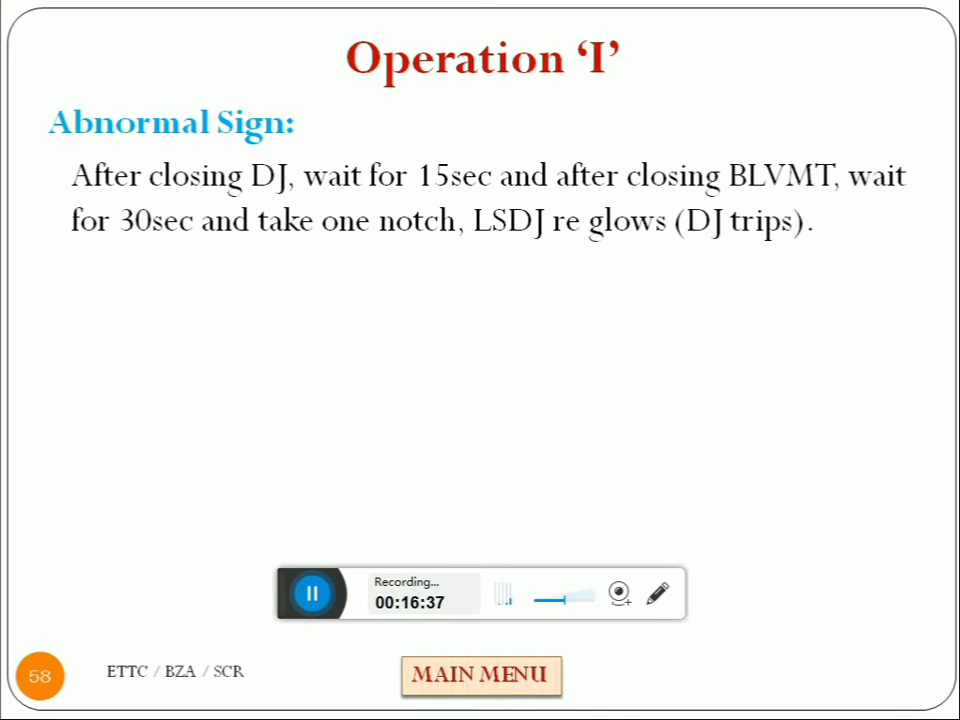 Operation ‘I’
Abnormal Sign:
After closing DJ, wait for 15sec and after closing BLVMT, wait
for 30sec and take one notch, LSDJ re glows (DJ trips).
Recording...
00:16:37
58
ETTC / BZA / SCR
MAIN MENU